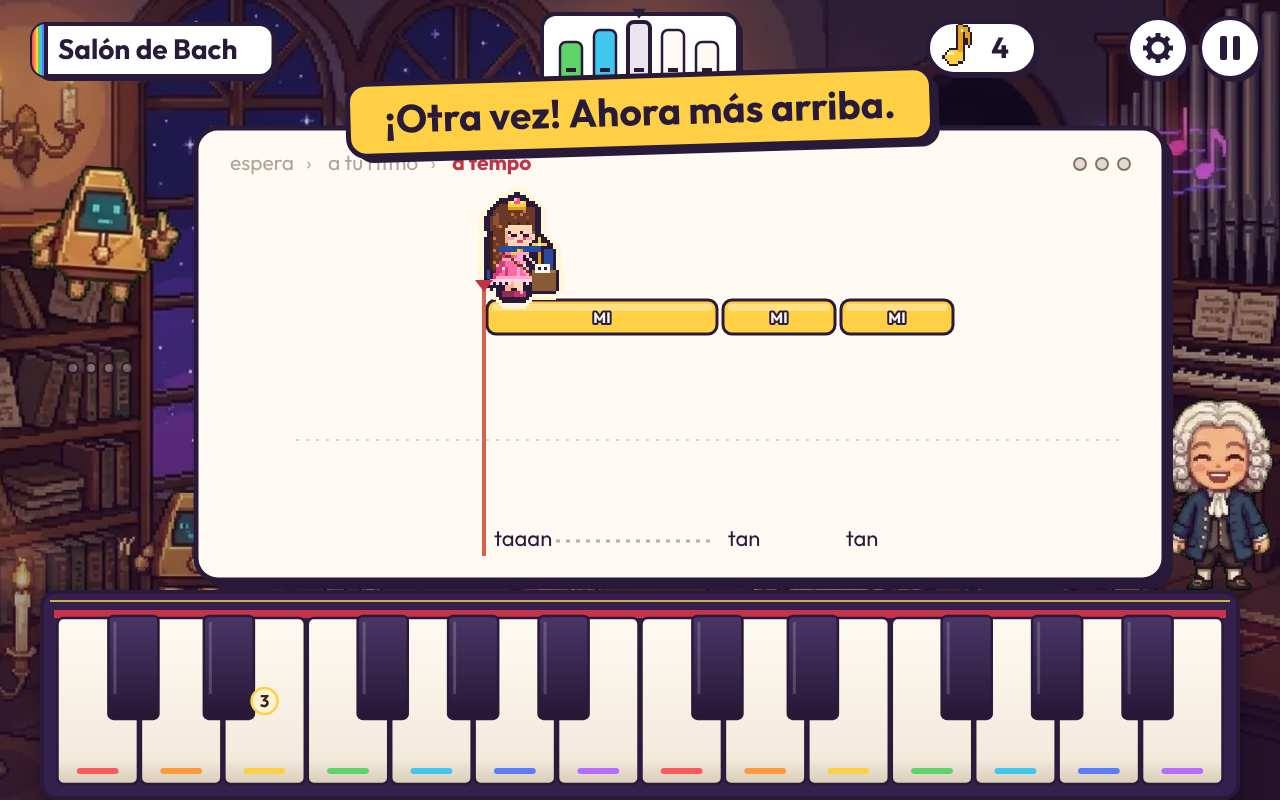 Salón de Bach
4
¡Otra vez! Ahora más arriba.
espera › a tu ritmo › a tempo
MI MI MI
taaan tan tan
3